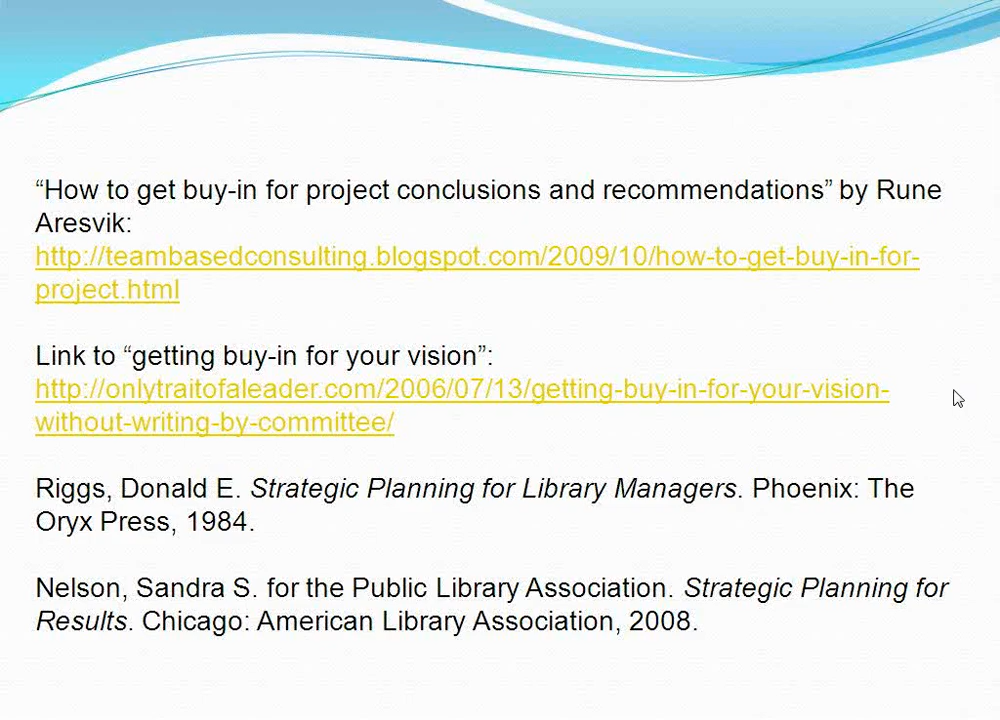 “How to get buy-in for project conclusions and recommendations” by Rune
Aresvik:
http://teambasedconsulting.blogspot.com/2009/10/how-to-get-buy-in-for-
project.html
Link to “getting buy-in for your vision”:
http://onlytraitofaleader.com/2006/07/13/getting-buy-in-for-your-vision-
without-writing-by-committee/
Riggs, Donald E. Strategic Planning for Library Managers. Phoenix: The
Oryx Press, 1984.
Nelson, Sandra S. for the Public Library Association. Strategic Planning for
Results. Chicago: American Library Association, 2008.